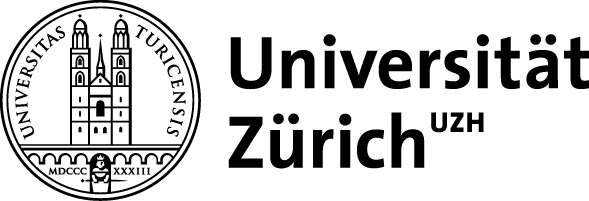 UNIVERSITAS TURICENSIS
MDCCC XXXIII
Universität
Zürich UZH